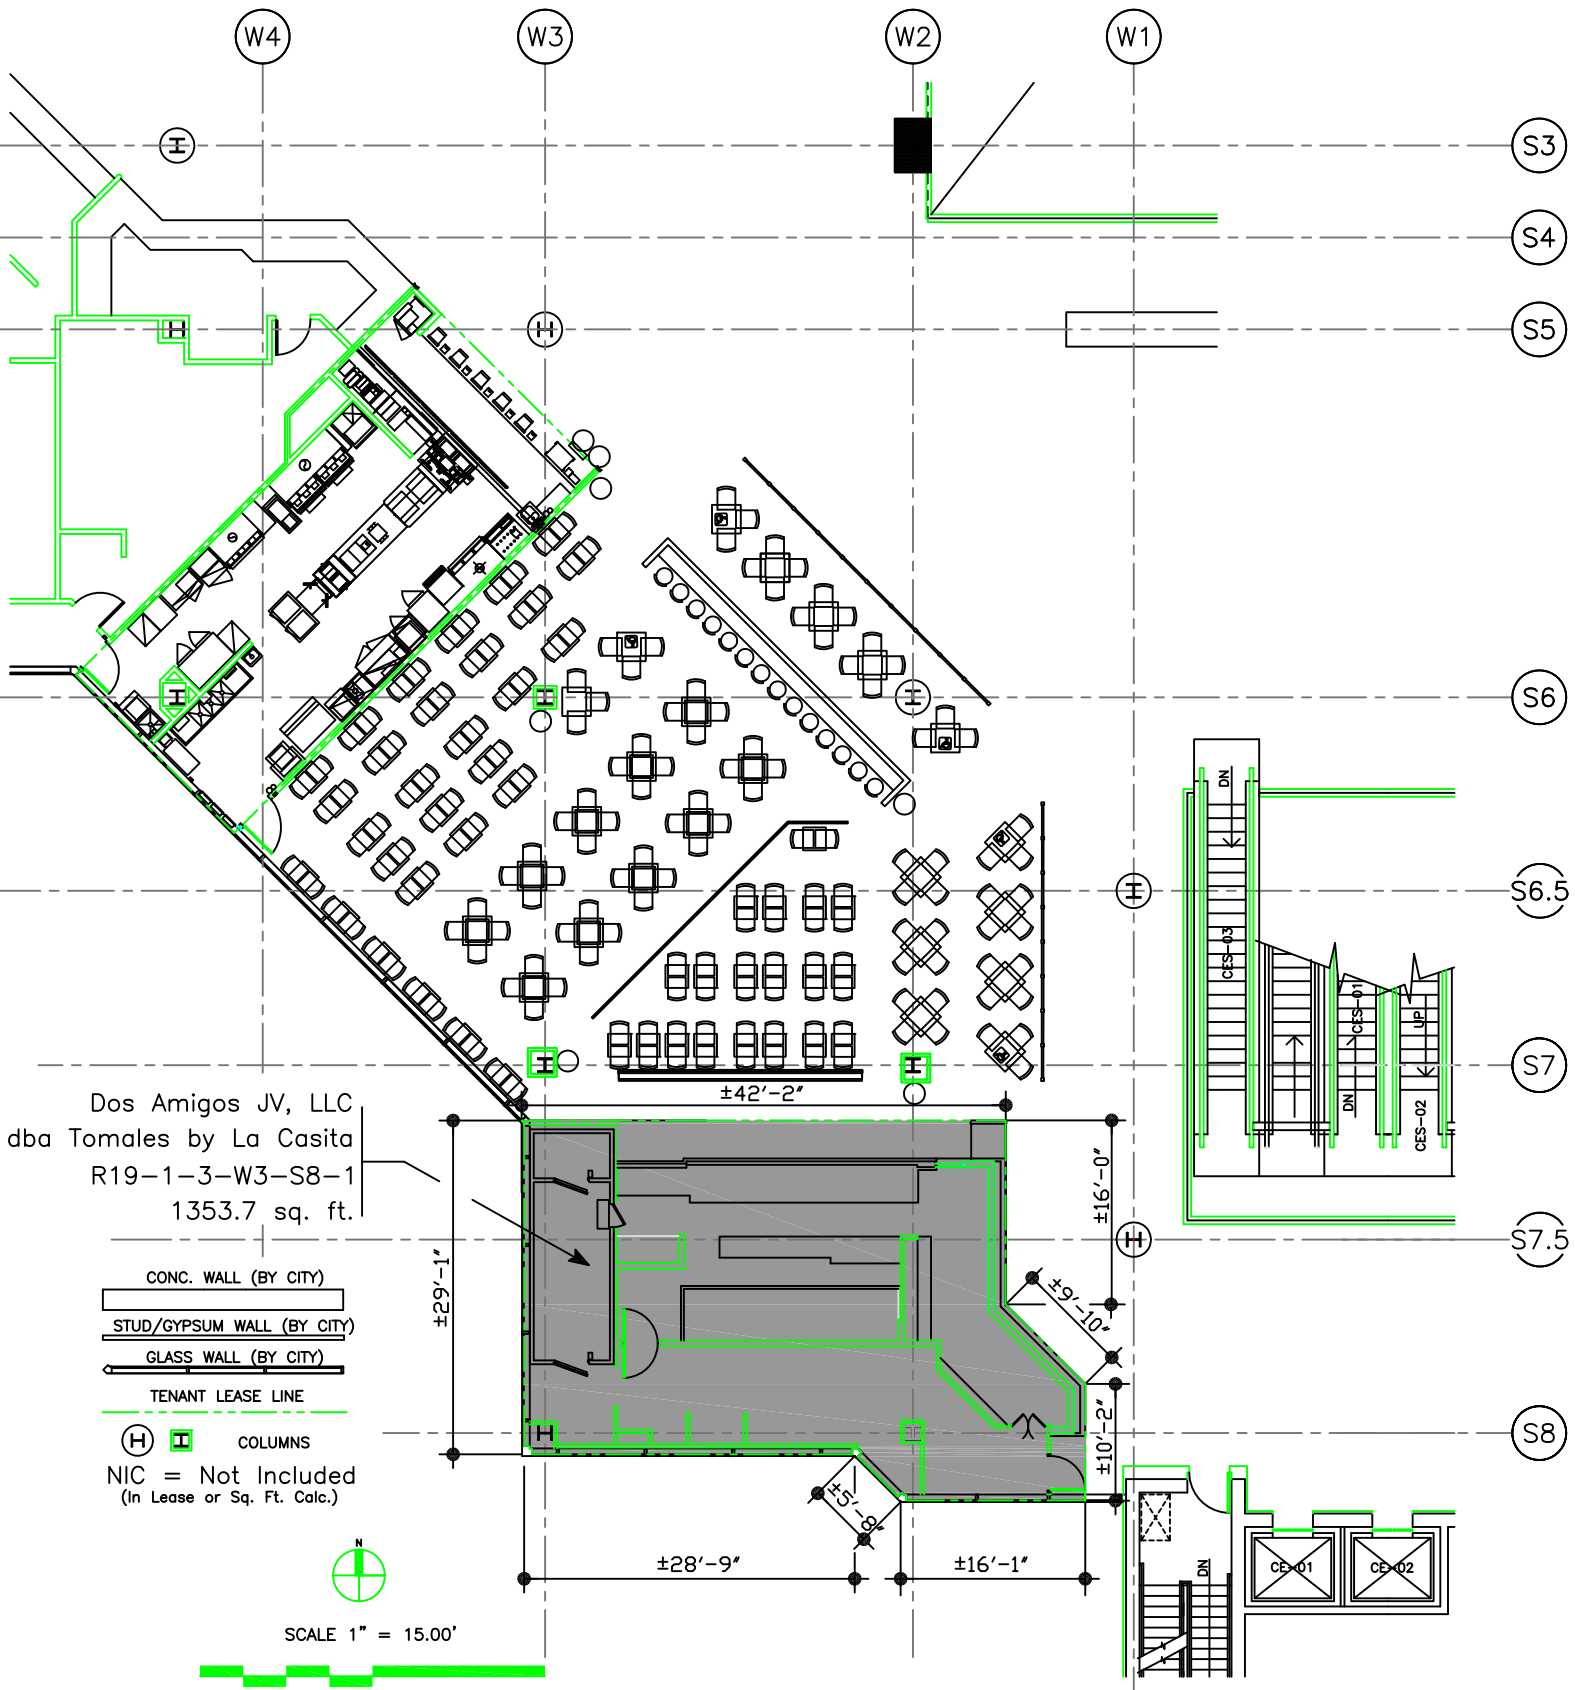 W4 W3 W2 W1
S3
S4
S5
S6
DN
S6.5
CES-03
CES-01
UP
S7
±42'-2"
Dos Amigos JV, LLC
dba Tomales by La Casita
R19-1-3-W3-S8-1
1353.7 sq. ft.
DN
CES-02
±16'-0"
S7.5
±29'-1"
CONC. WALL (BY CITY)
±9'-10"
STUD/GYPSUM WALL (BY CITY)
GLASS WALL (BY CITY)
TENANT LEASE LINE
±10'-2"
COLUMNS
S8
NIC = Not Included
(In Lease or Sq. Ft. Calc.)
±5'-8"
N
±28'-9"
±16'-1"
DN
CE-01
CE-02
SCALE 1" = 15.00'